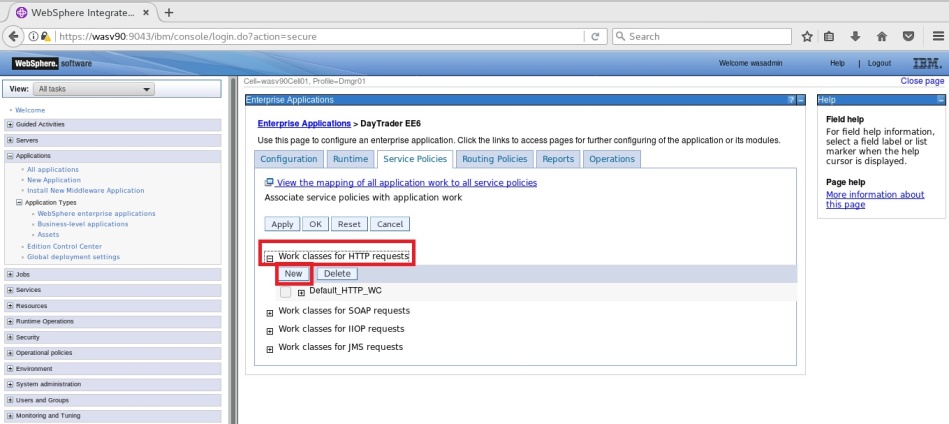 WebSphere Integrate... × +
https://wasv90:9043/ibm/console/login.do?action=secure
Search
WebSphere. software
Welcome wasadmin
Help | Logout
IBM.
View: All tasks
Welcome
Guided Activities
Servers
Applications
All applications
New Application
Install New Middleware Application
Application Types
WebSphere enterprise applications
Business-level applications
Assets
Edition Control Center
Global deployment settings
Jobs
Services
Resources
Runtime Operations
Security
Operational policies
Environment
System administration
Users and Groups
Monitoring and Tuning
Cell=wasv90Cell01, Profile=Dmgr01
Close page
Enterprise Applications
Enterprise Applications > DayTrader EE6
Use this page to configure an enterprise application. Click the links to access pages for further configuring of the application or its modules.
Configuration Runtime Service Policies Routing Policies Reports Operations
View the mapping of all application work to all service policies
Associate service policies with application work
Apply OK Reset Cancel
Work classes for HTTP requests
New Delete
Default_HTTP_WC
Work classes for SOAP requests
Work classes for IIOP requests
Work classes for JMS requests
Help
Field help
For field help information,
select a field label or list
marker when the help
cursor is displayed.
Page help
More information about
this page